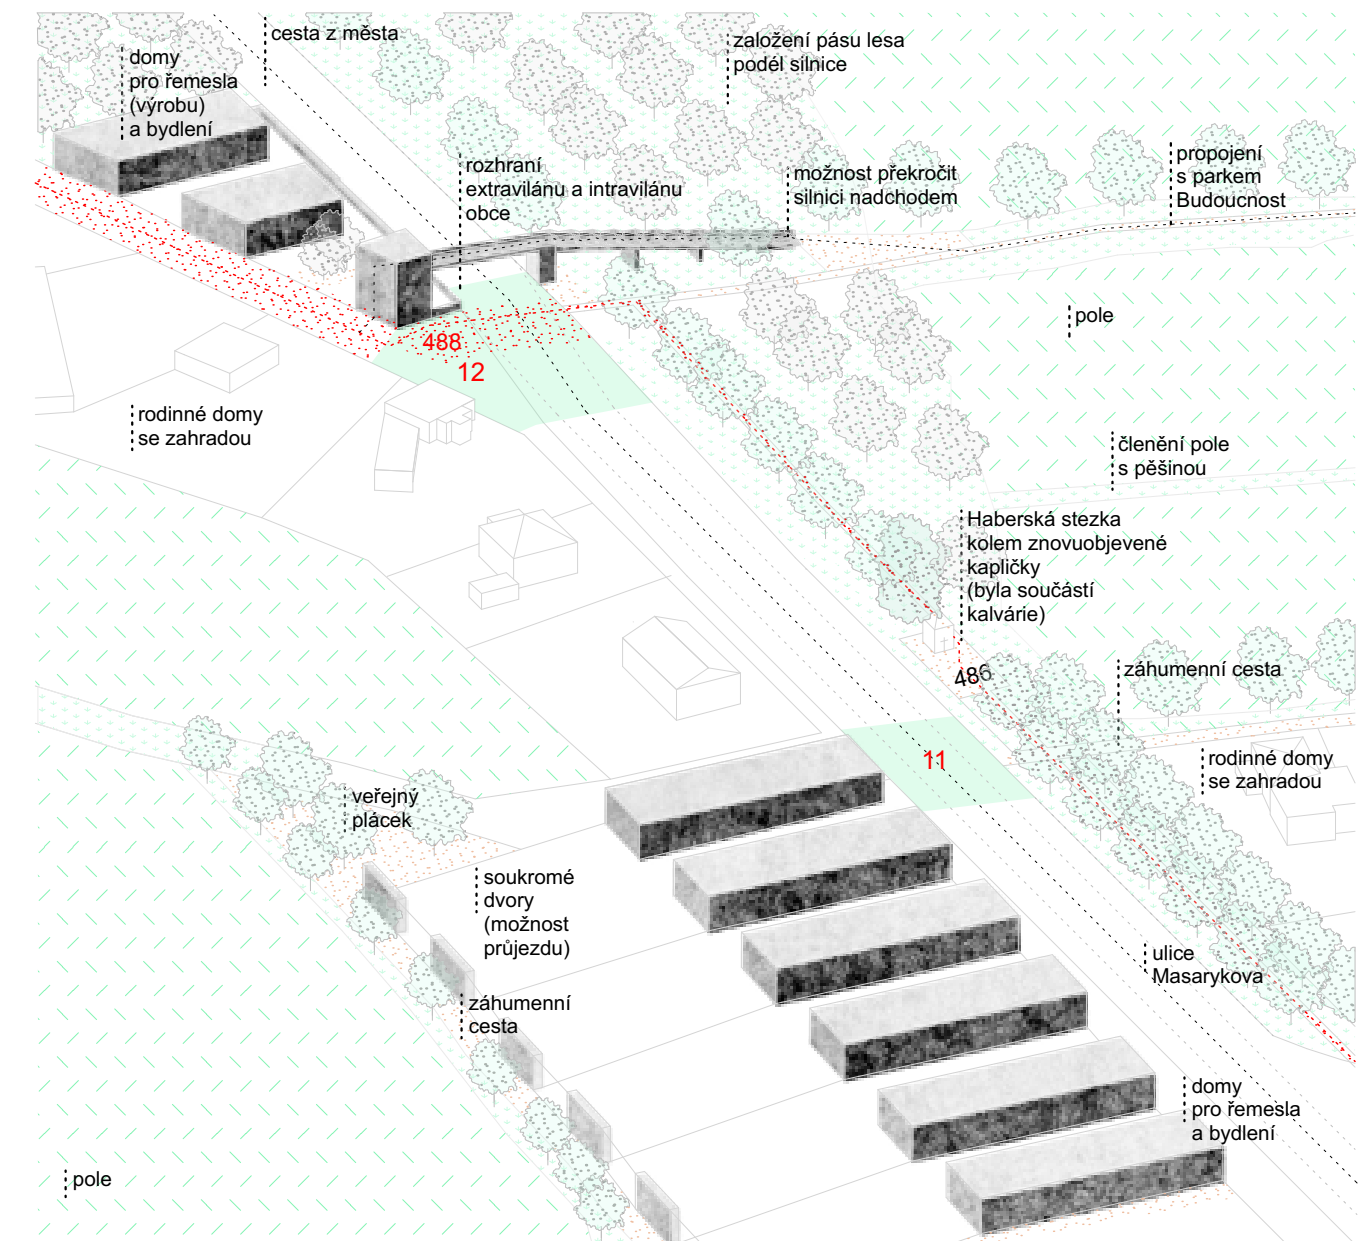 cesta z města
domy
pro řemesla
(výrobu)
a bydlení
založení pásu lesa
podél silnice
rozhraní
extravilánu a intravilánu
obce
možnost překročit
silnici nadchodem
propojení
s parkem
Budoucnost
pole
488
12
rodinné domy
se zahradou
členění pole
s pěšinou
Haberská stezka
kolem znovuobjevené
kapličky
(byla součástí
kalvárie)
486
záhumenní cesta
11
rodinné domy
se zahradou
veřejný
plácek
soukromé
dvory
(možnost
průjezdu)
ulice
Masarykova
záhumenní
cesta
domy
pro řemesla
a bydlení
pole